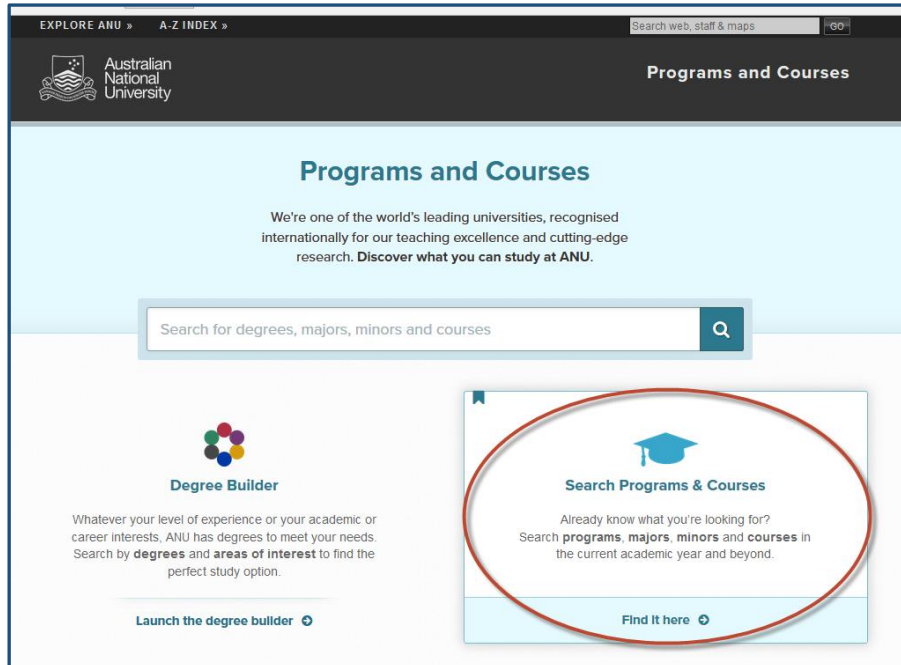 EXPLORE ANU » A-Z INDEX » Search web, staff & maps GO
Australian
National
University
Programs and Courses
Programs and Courses
We're one of the world's leading universities, recognised
internationally for our teaching excellence and cutting-edge
research. Discover what you can study at ANU.
Search for degrees, majors, minors and courses
Degree Builder
Whatever your level of experience or your academic or
career interests, ANU has degrees to meet your needs.
Search by degrees and areas of interest to find the
perfect study option.
Launch the degree builder
Search Programs & Courses
Already know what you're looking for?
Search programs, majors, minors and courses in
the current academic year and beyond.
Find it here